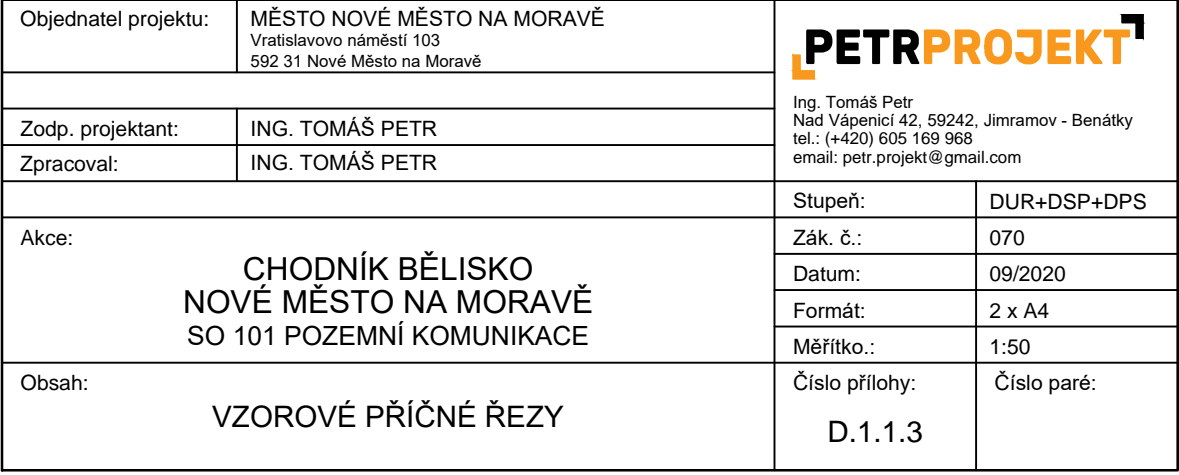 Objednatel projektu:
MĚSTO NOVÉ MĚSTO NA MORAVĚ
Vratislavovo náměstí 103
592 31 Nové Město na Moravě
PETRPROJEKT
Ing. Tomáš Petr
Nad Vápenicí 42, 59242, Jimramov - Benátky
tel.: (+420) 605 169 968
email: petr.projekt@gmail.com
Zodp. projektant:
ING. TOMÁŠ PETR
Zpracoval:
ING. TOMÁŠ PETR
Stupeň:
DUR+DSP+DPS
Akce:
CHODNÍK BĚLISKO
NOVÉ MĚSTO NA MORAVĚ
SO 101 POZEMNÍ KOMUNIKACE
Zák. č.:
070
Datum:
09/2020
Formát:
2 x A4
Měřítko.:
1:50
Obsah:
VZOROVÉ PŘÍČNÉ ŘEZY
Číslo přílohy:
D.1.1.3
Číslo paré: